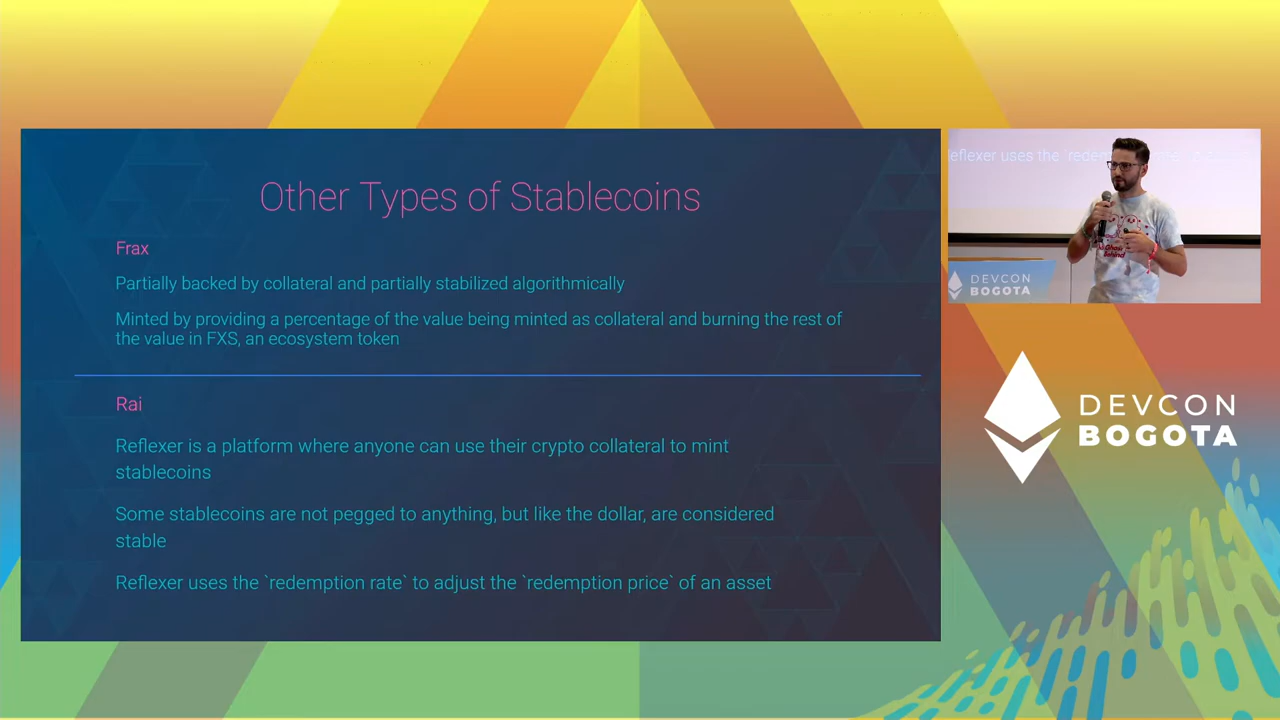 Other Types of Stablecoins
Frax
Partially backed by collateral and partially stabilized algorithmically
Minted by providing a percentage of the value being minted as collateral and burning the rest of
the value in FXS, an ecosystem token
Rai
Reflexer is a platform where anyone can use their crypto collateral to mint
stablecoins
Some stablecoins are not pegged to anything, but like the dollar, are considered
stable
Reflexer uses the `redemption rate` to adjust the `redemption price` of an asset
eflexer uses the
DEVCON
BOGOTA
DEVCON
BOGOTA